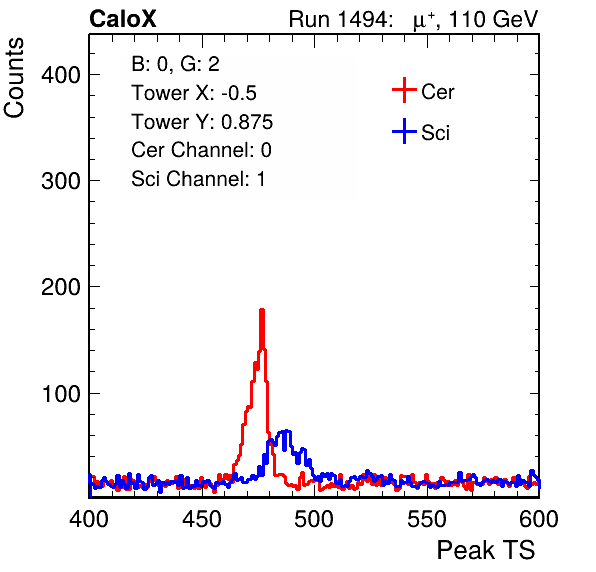 CaloX Run 1494: μ⁺, 110 GeV
Counts
B: 0, G: 2
Tower X: -0.5
Tower Y: 0.875
Cer Channel: 0
Sci Channel: 1
Cer
Sci
400
300
200
100
400 450 500 550 600
Peak TS